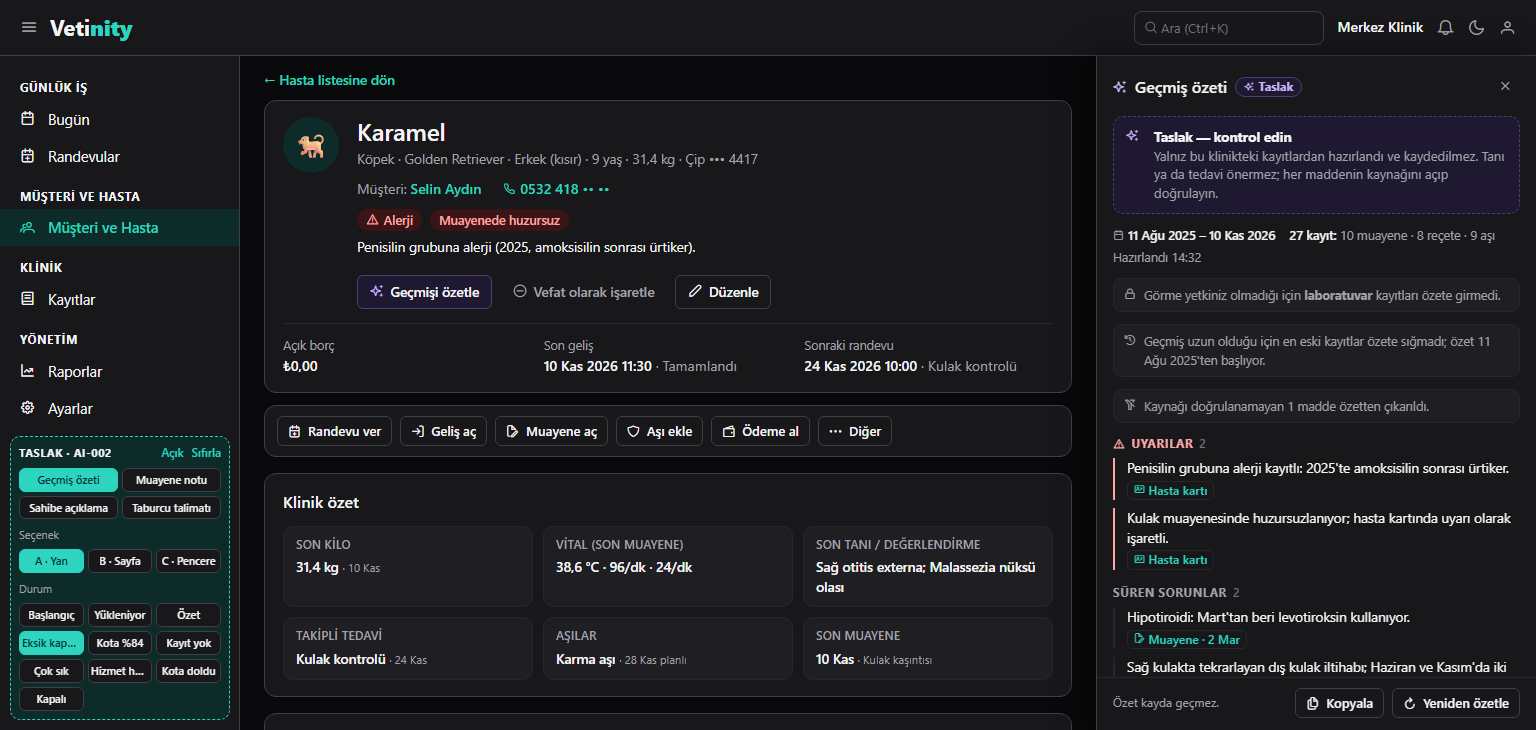 Vetinity
Ara (Ctrl+K)
Merkez Klinik
GÜNLÜK İŞ
Bugün
Randevular
MÜŞTERİ VE HASTA
Müşteri ve Hasta
KLİNİK
Kayıtlar
YÖNETİM
Raporlar
Ayarlar
TASLAK · AI-002 Açık Sıfırla
Geçmiş özeti Muayene notu
Sahibe açıklama Taburcu talimatı
Seçenek
A · Yan B · Sayfa C · Pencere
Durum
Başlangıç Yükleniyor Özet
Eksik kap... Kota %84 Kayıt yok
Çok sık Hizmet h... Kota doldu
Kapalı
← Hasta listesine dön
Karamel
Köpek · Golden Retriever · Erkek (kısır) · 9 yaş · 31,4 kg · Çip ••• 4417
Müşteri: Selin Aydın 0532 418 •• ••
Alerji Muayenede huzursuz
Penisilin grubuna alerji (2025, amoksisilin sonrası ürtiker).
Geçmişi özetle Vefat olarak işaretle Düzenle
Açık borç Son geliş Sonraki randevu
₺0,00 10 Kas 2026 11:30 · Tamamlandı 24 Kas 2026 10:00 · Kulak kontrolü
Randevu ver Geliş aç Muayene aç Aşı ekle Ödeme al ··· Diğer
Klinik özet
SON KİLO
31,4 kg · 10 Kas
VİTAL (SON MUAYENE)
38,6 °C · 96/dk · 24/dk
SON TANI / DEĞERLENDİRME
Sağ otitis externa; Malassezia nüksü
olası
TAKİPLİ TEDAVİ
Kulak kontrolü · 24 Kas
AŞILAR
Karma aşı · 28 Kas planlı
SON MUAYENE
10 Kas · Kulak kaşıntısı
Geçmiş özeti Taslak
Taslak — kontrol edin
Yalnız bu klinikteki kayıtlardan hazırlandı ve kaydedilmez. Tanı
ya da tedavi önermez; her maddenin kaynağını açıp
doğrulayın.
11 Ağu 2025 – 10 Kas 2026 27 kayıt: 10 muayene · 8 reçete · 9 aşı
Hazırlandı 14:32
Görme yetkiniz olmadığı için laboratuvar kayıtları özete girmedi.
Geçmiş uzun olduğu için en eski kayıtlar özete sığmadı; özet 11
Ağu 2025'ten başlıyor.
Kaynağı doğrulanamayan 1 madde özetten çıkarıldı.
UYARILAR 2
Penisilin grubuna alerji kayıtlı: 2025'te amoksisilin sonrası ürtiker.
Hasta kartı
Kulak muayenesinde huzursuzlanıyor; hasta kartında uyarı olarak
işaretli.
Hasta kartı
SÜREN SORUNLAR 2
Hipotiroidi: Mart'tan beri levotiroksin kullanıyor.
Muayene · 2 Mar
Sağ kulakta tekrarlayan dış kulak iltihabı; Haziran ve Kasım'da iki
Özet kayda geçmez. Kopyala Yeniden özetle